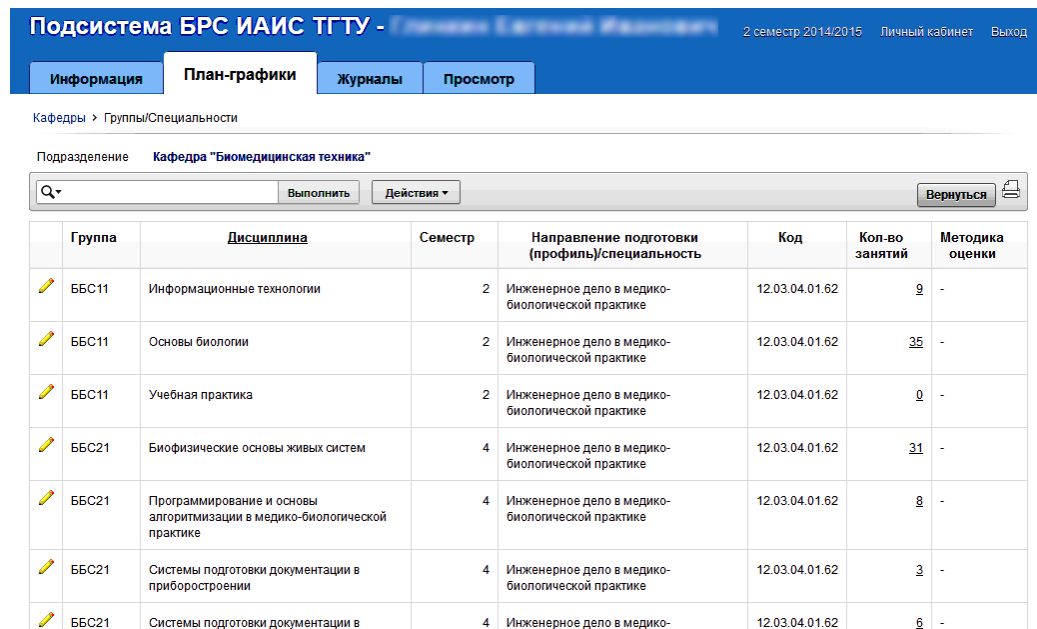 Подсистема БРС ИАИС ТГТУ -
2 семестр 2014/2015 Личный кабинет Выход
Информация План-графики Журналы Просмотр
Кафедры > Группы/Специальности
Подразделение Кафедра "Биомедицинская техника"
Выполнить Действия Вернуться
Группа Дисциплина Семестр Направление подготовки Код Кол-во Методика
(профиль)/специальность занятий оценки
ББС11 Информационные технологии 2 Инженерное дело в медико- 12.03.04.01.62 9 -
биологической практике
ББС11 Основы биологии 2 Инженерное дело в медико- 12.03.04.01.62 35 -
биологической практике
ББС11 Учебная практика 2 Инженерное дело в медико- 12.03.04.01.62 0 -
биологической практике
ББС21 Биофизические основы живых систем 4 Инженерное дело в медико- 12.03.04.01.62 31 -
биологической практике
ББС21 Программирование и основы 4 Инженерное дело в медико- 12.03.04.01.62 8 -
алгоритмизации в медико-биологической биологической практике
практике
ББС21 Системы подготовки документации в 4 Инженерное дело в медико- 12.03.04.01.62 3 -
приборостроении биологической практике
ББС21 Системы подготовки документации в 4 Инженерное дело в медико- 12.03.04.01.62 6 -